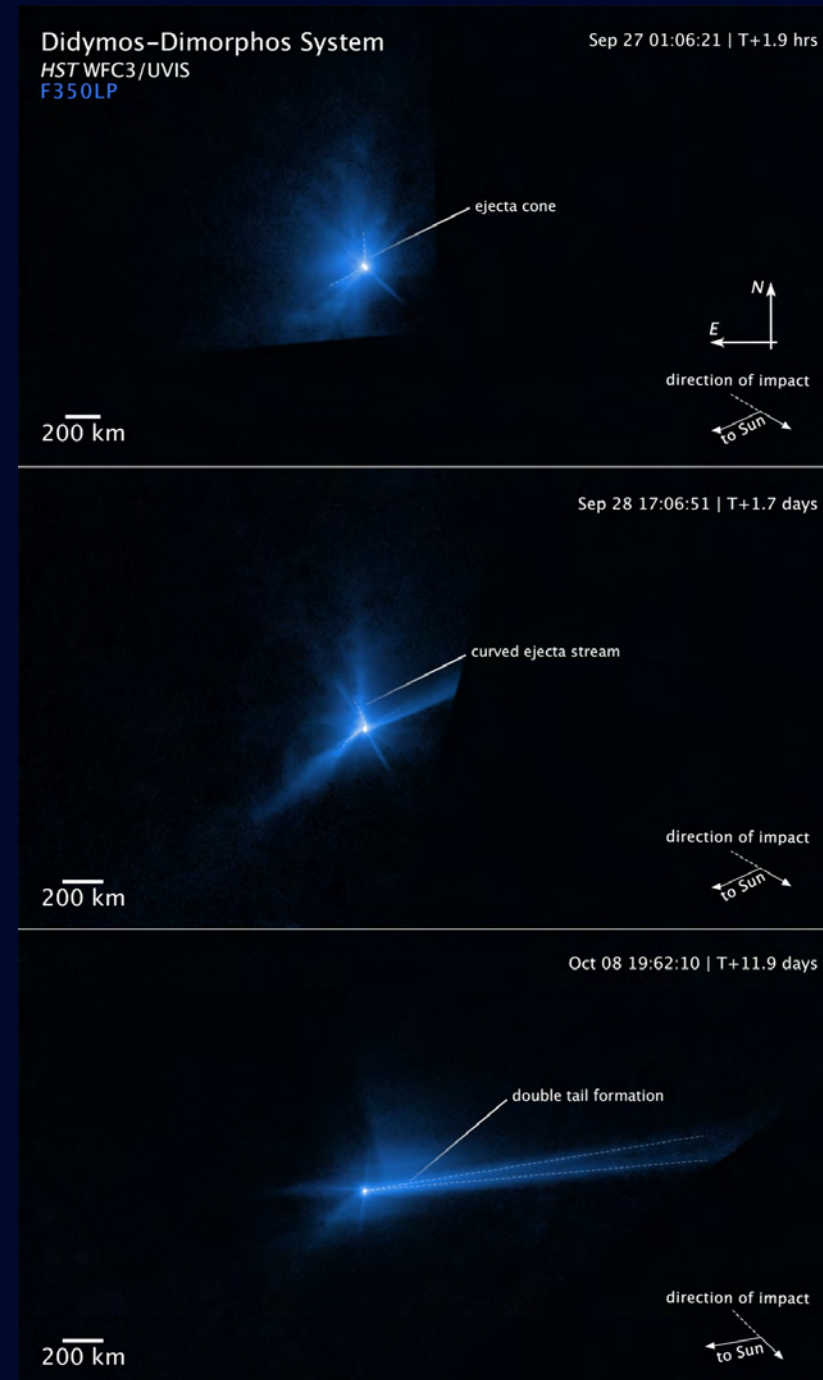 Didymos–Dimorphos System
HST WFC3/UVIS
F350LP
Sep 27 01:06:21 | T+1.9 hrs
ejecta cone
N
E
direction of impact
to Sun
200 km
Sep 28 17:06:51 | T+1.7 days
curved ejecta stream
direction of impact
to Sun
200 km
Oct 08 19:62:10 | T+11.9 days
double tail formation
direction of impact
to Sun
200 km